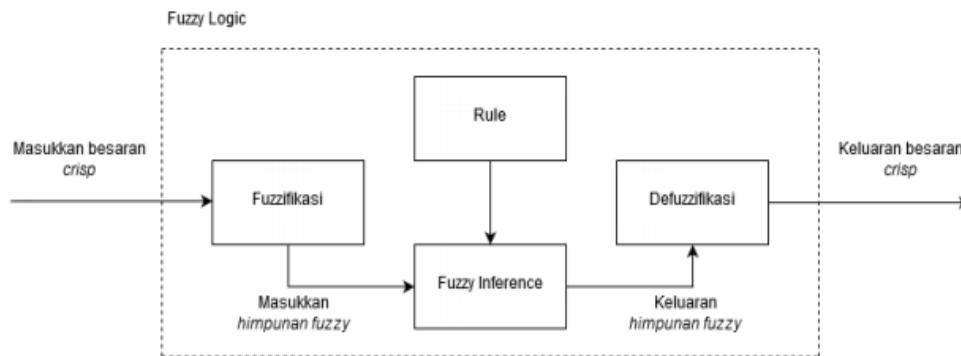 Fuzzy Logic
Rule
Masukkan besaran
crisp
Fuzzifikasi
Defuzzifikasi
Keluaran besaran
crisp
Fuzzy Inference
Masukkan
himpunan fuzzy
Keluaran
himpunan fuzzy